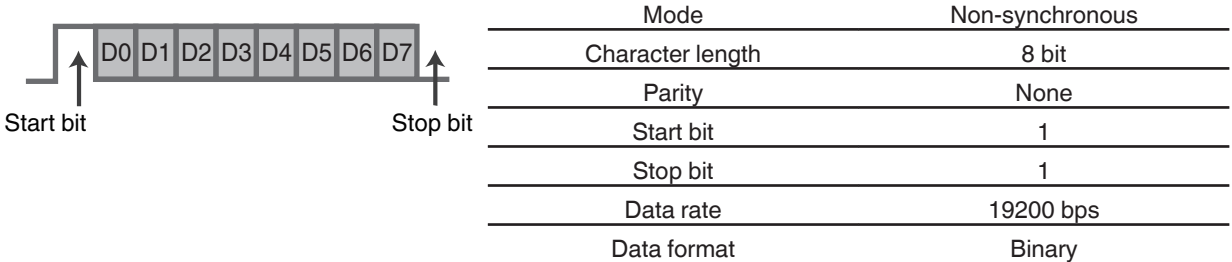 D0 D1 D2 D3 D4 D5 D6 D7
Start bit Stop bit
Mode Non-synchronous
Character length 8 bit
Parity None
Start bit 1
Stop bit 1
Data rate 19200 bps
Data format Binary